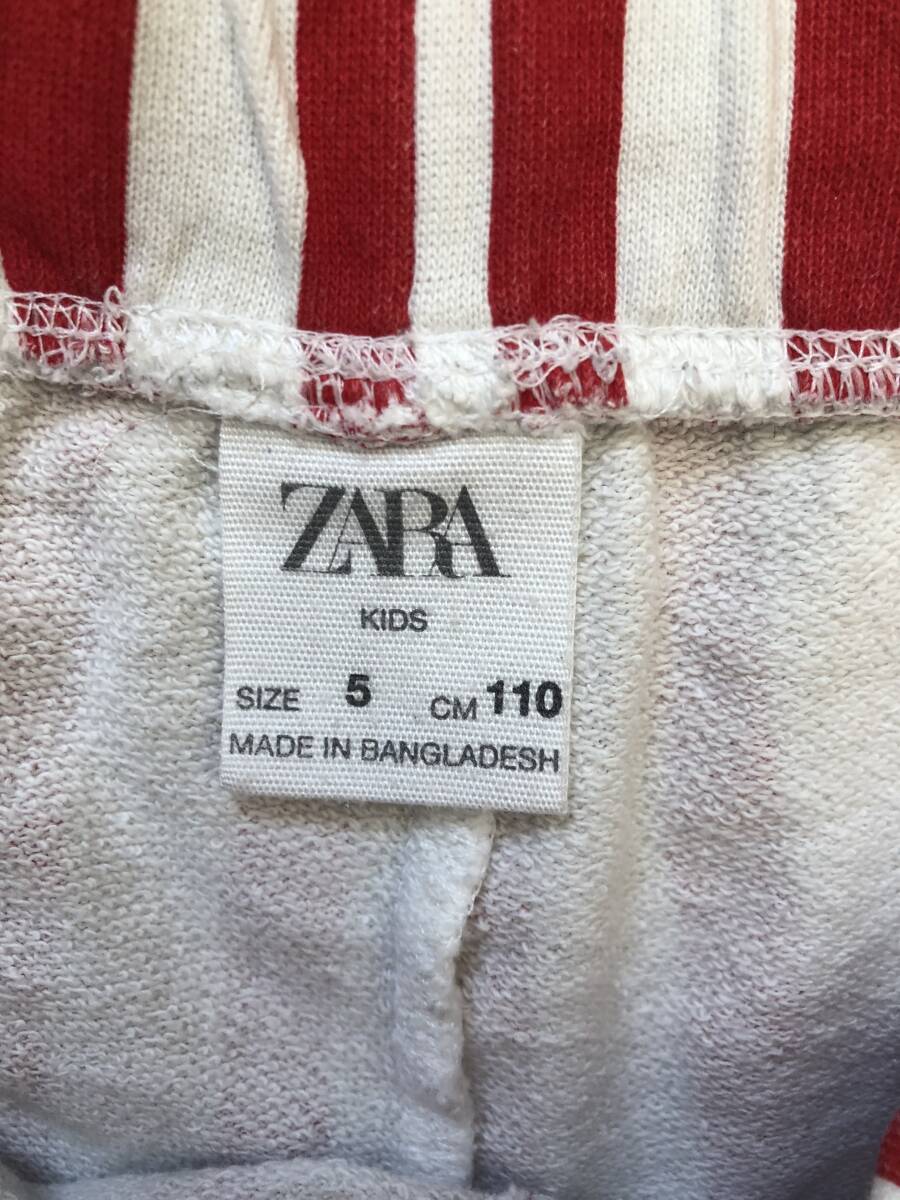 ZARA
KIDS
SIZE 5 CM 110
MADE IN BANGLADESH